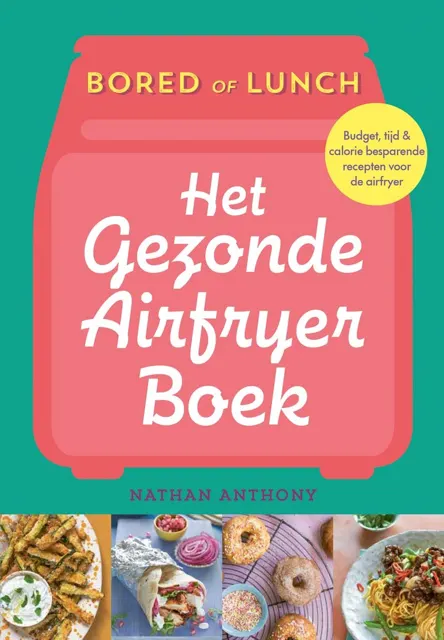 BORED OF LUNCH
Budget, tijd &
calorie besparende
recepten voor
de airfryer
Het
Gezonde
Airfryer
Boek
NATHAN ANTHONY